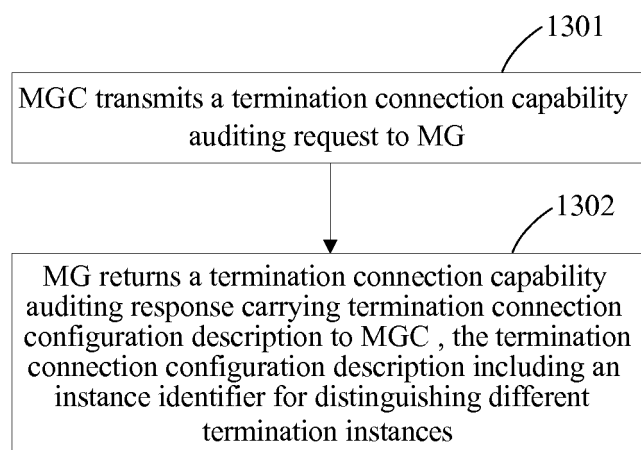 1301
MGC transmits a termination connection capability
auditing request to MG
1302
MG returns a termination connection capability
auditing response carrying termination connection
configuration description to MGC , the termination
connection configuration description including an
instance identifier for distinguishing different
termination instances